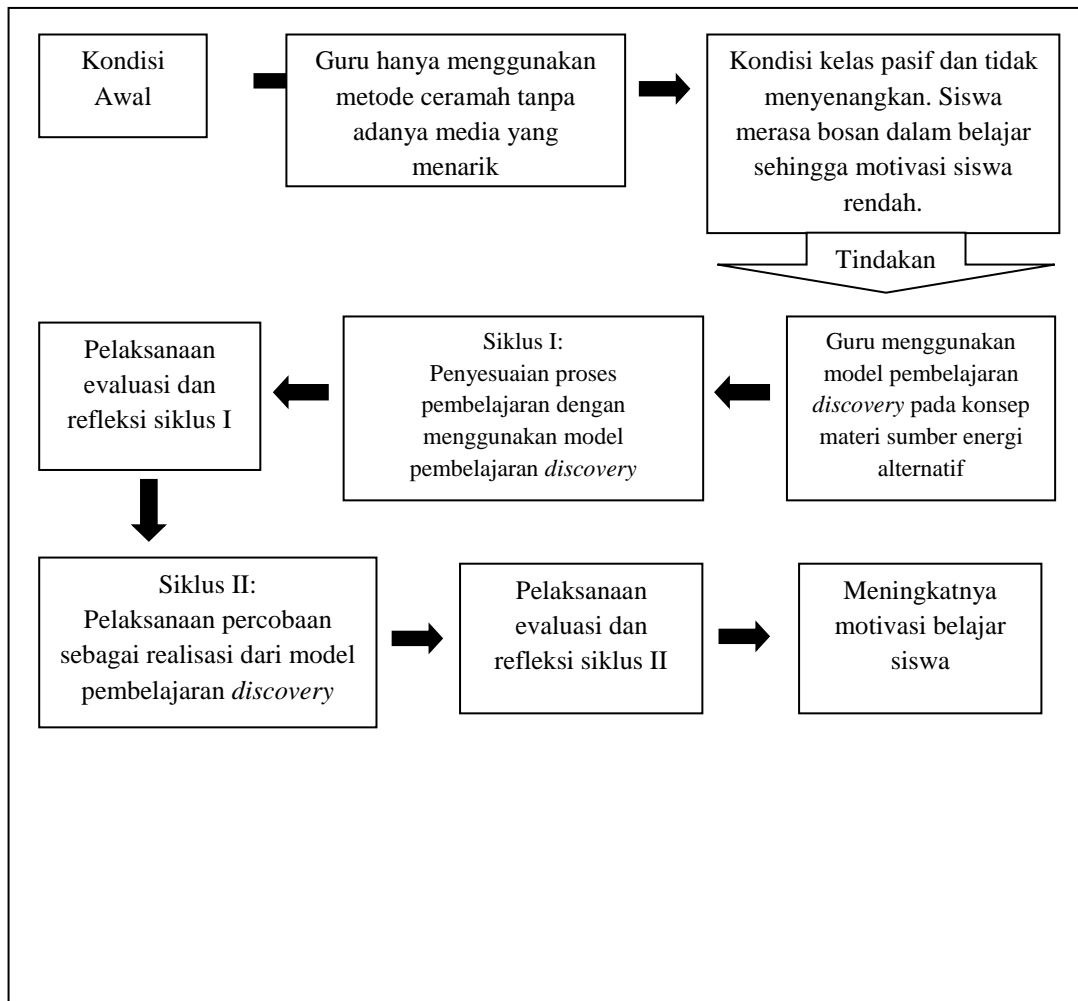 Kondisi
Awal
Guru hanya menggunakan
metode ceramah tanpa
adanya media yang
menarik
Kondisi kelas pasif dan tidak
menyenangkan. Siswa
merasa bosan dalam belajar
sehingga motivasi siswa
rendah.
Tindakan
Guru menggunakan
model pembelajaran
discovery pada konsep
materi sumber energi
alternatif
Siklus I:
Penyesuaian proses
pembelajaran dengan
menggunakan model
pembelajaran discovery
Pelaksanaan
evaluasi dan
refleksi siklus I
Siklus II:
Pelaksanaan percobaan
sebagai realisasi dari model
pembelajaran discovery
Pelaksanaan
evaluasi dan
refleksi siklus II
Meningkatnya
motivasi belajar
siswa